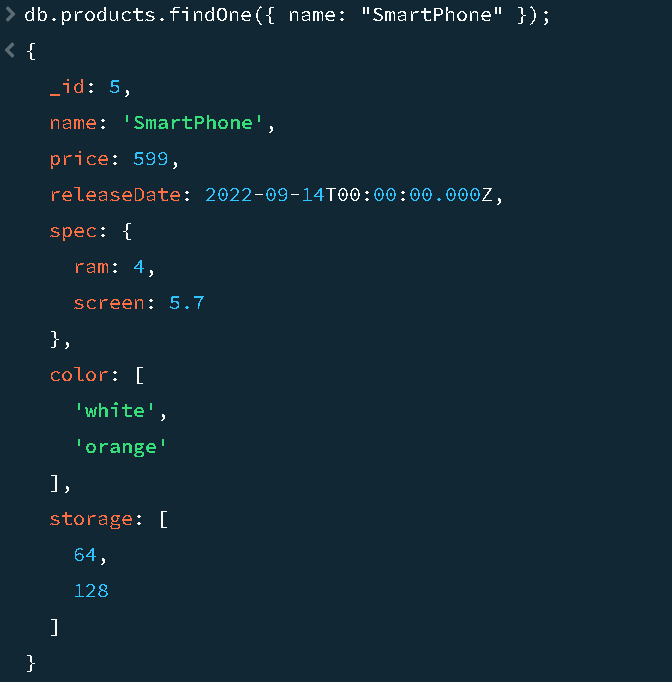 db.products.findOne({ name: "SmartPhone" });
{
_id: 5,
name: 'SmartPhone',
price: 599,
releaseDate: 2022-09-14T00:00:00.000Z,
spec: {
ram: 4,
screen: 5.7
},
color: [
'white',
'orange'
],
storage: [
64,
128
]
}